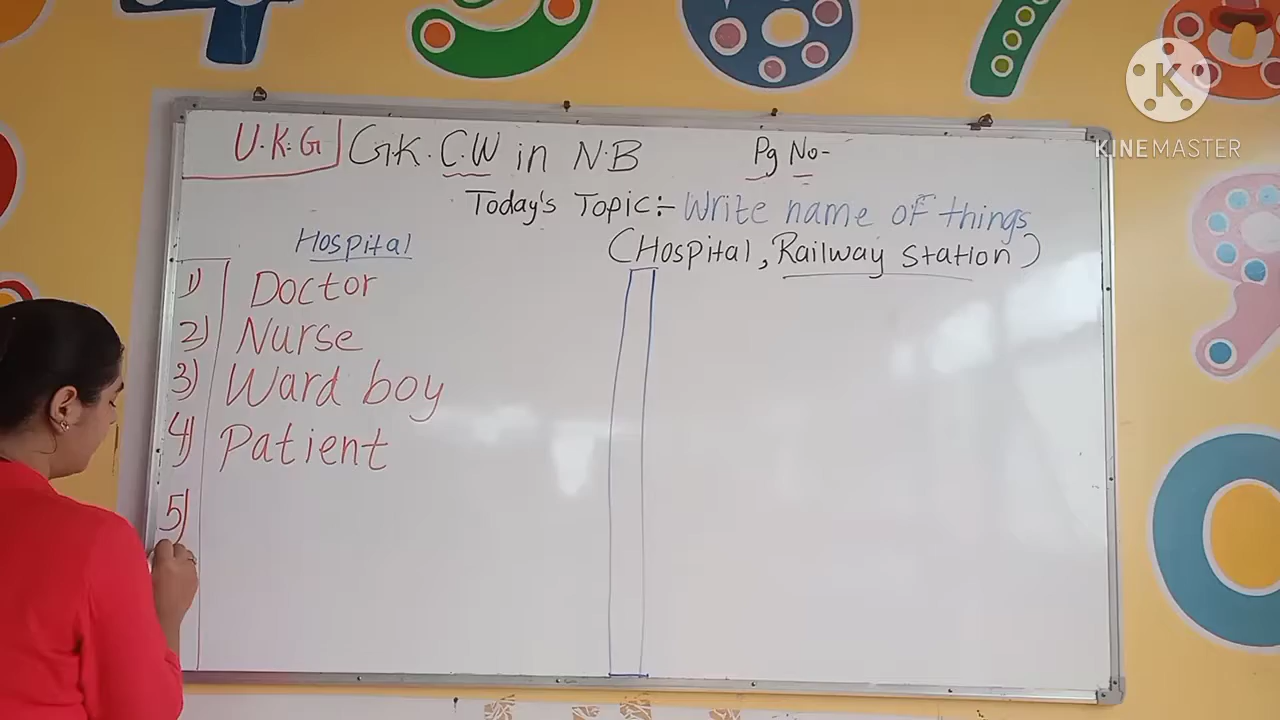 U.K.G G.K. C.W in N.B Pg No-
Today's Topic:- Write name of things
(Hospital, Railway station)
Hospital
1) Doctor
2) Nurse
3) Ward boy
4) Patient
5)
K
KINEMASTER